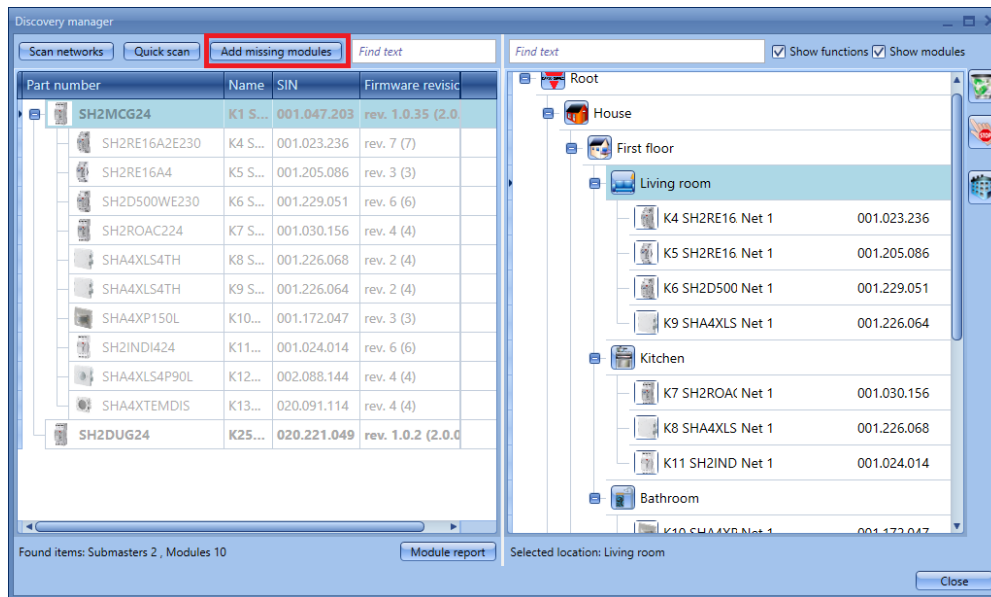 Discovery manager
Scan networks Quick scan Add missing modules Find text
Part number Name SIN Firmware revisic
SH2MCG24 K1 S... 001.047.203 rev. 1.0.35 (2.0.
SH2RE16A2E230 K4 S... 001.023.236 rev. 7 (7)
SH2RE16A4 K5 S... 001.205.086 rev. 3 (3)
SH2D500WE230 K6 S... 001.229.051 rev. 6 (6)
SH2ROAC224 K7 S... 001.030.156 rev. 4 (4)
SHA4XLS4TH K8 S... 001.226.068 rev. 2 (4)
SHA4XLS4TH K9 S... 001.226.064 rev. 2 (4)
SHA4XP150L K10... 001.172.047 rev. 3 (3)
SH2INDI424 K11... 001.024.014 rev. 6 (6)
SHA4XLS4P90L K12... 002.088.144 rev. 4 (4)
SHA4XTEMDIS K13... 020.091.114 rev. 4 (4)
SH2DUG24 K25... 020.221.049 rev. 1.0.2 (2.0.0
Found items: Submasters 2 , Modules 10 Module report
Find text Show functions Show modules
Root
House
First floor
Living room
K4 SH2RE16. Net 1 001.023.236
K5 SH2RE16. Net 1 001.205.086
K6 SH2D500 Net 1 001.229.051
K9 SHA4XLS Net 1 001.226.064
Kitchen
K7 SH2ROA( Net 1 001.030.156
K8 SHA4XLS Net 1 001.226.068
K11 SH2IND Net 1 001.024.014
Bathroom
K10 SHA4XP Net 1 001.172.047
Selected location: Living room
Close